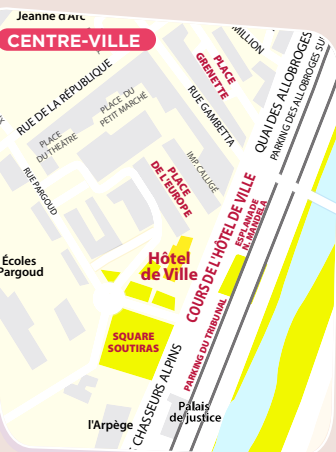 Jeanne d'Arc
CENTRE-VILLE
MILLION
PLACE
GRENETTE
QUAI DES ALLOBROGES
PARKING DES ALLOBROGES SU
RUE DE LA RÉPUBLIQUE
PLACE DU
PETIT MARCHÉ
RUE GAMBETTA
PLACE
DU THÉÂTRE
IMP CALLIGÉ
PLACE
DE L'EUROPE
RUE PARGOUD
COURS DE L'HÔTEL DE VILLE
ESPLANADE
N. MANDELA
Écoles
Pargoud
Hôtel
de Ville
PARKING DU TRIBUNAL
SQUARE
SOUTIRAS
CHASSEURS ALPINS
l'Arpège
Palais
de justice